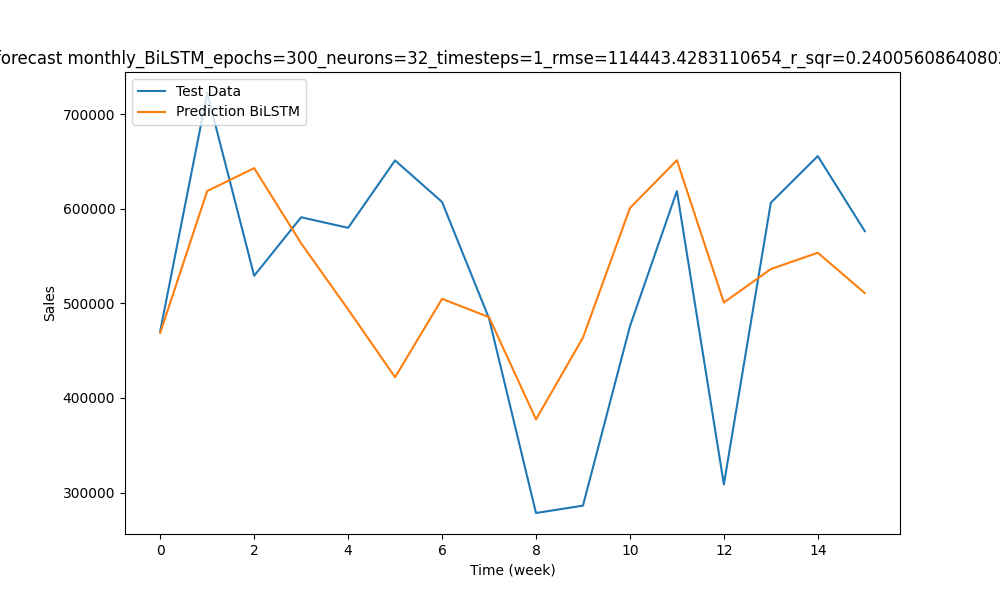 forecast monthly_BiLSTM_epochs=300_neurons=32_timesteps=1_rmse=114443.4283110654_r_sqr=0.2400560864080
Test Data
Prediction BiLSTM
700000
600000
500000
400000
300000
Sales
0 2 4 6 8 10 12 14
Time (week)